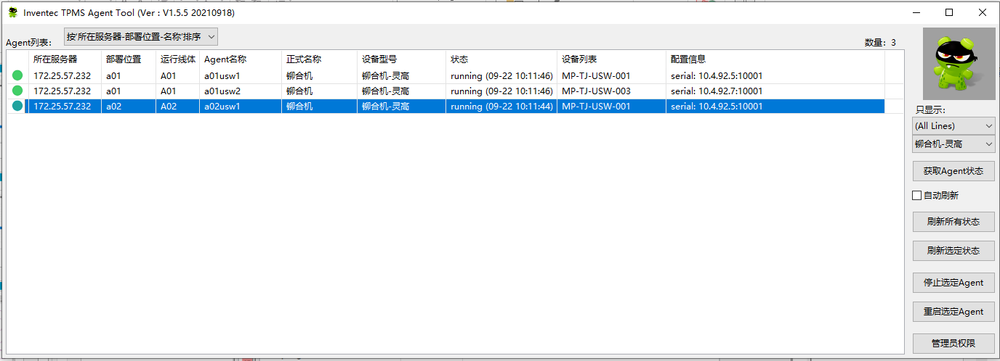 Inventec TPMS Agent Tool (Ver : V1.5.5 20210918)
Agent列表： 按'所在服务器-部署位置-名称'排序 数量：3
所在服务器 部署位置 运行线体 Agent名称 正式名称 设备型号 状态 设备列表 配置信息
172.25.57.232 a01 A01 a01usw1 铆合机 铆合机-灵高 running (09-22 10:11:46) MP-TJ-USW-001 serial: 10.4.92.5:10001
172.25.57.232 a01 A01 a01usw2 铆合机 铆合机-灵高 running (09-22 10:11:46) MP-TJ-USW-003 serial: 10.4.92.7:10001
172.25.57.232 a02 A02 a02usw1 铆合机 铆合机-灵高 running (09-22 10:11:44) MP-TJ-USW-001 serial: 10.4.92.5:10001
只显示：
(All Lines)
铆合机-灵高
获取Agent状态
自动刷新
刷新所有状态
刷新选定状态
停止选定Agent
重启选定Agent
管理员权限